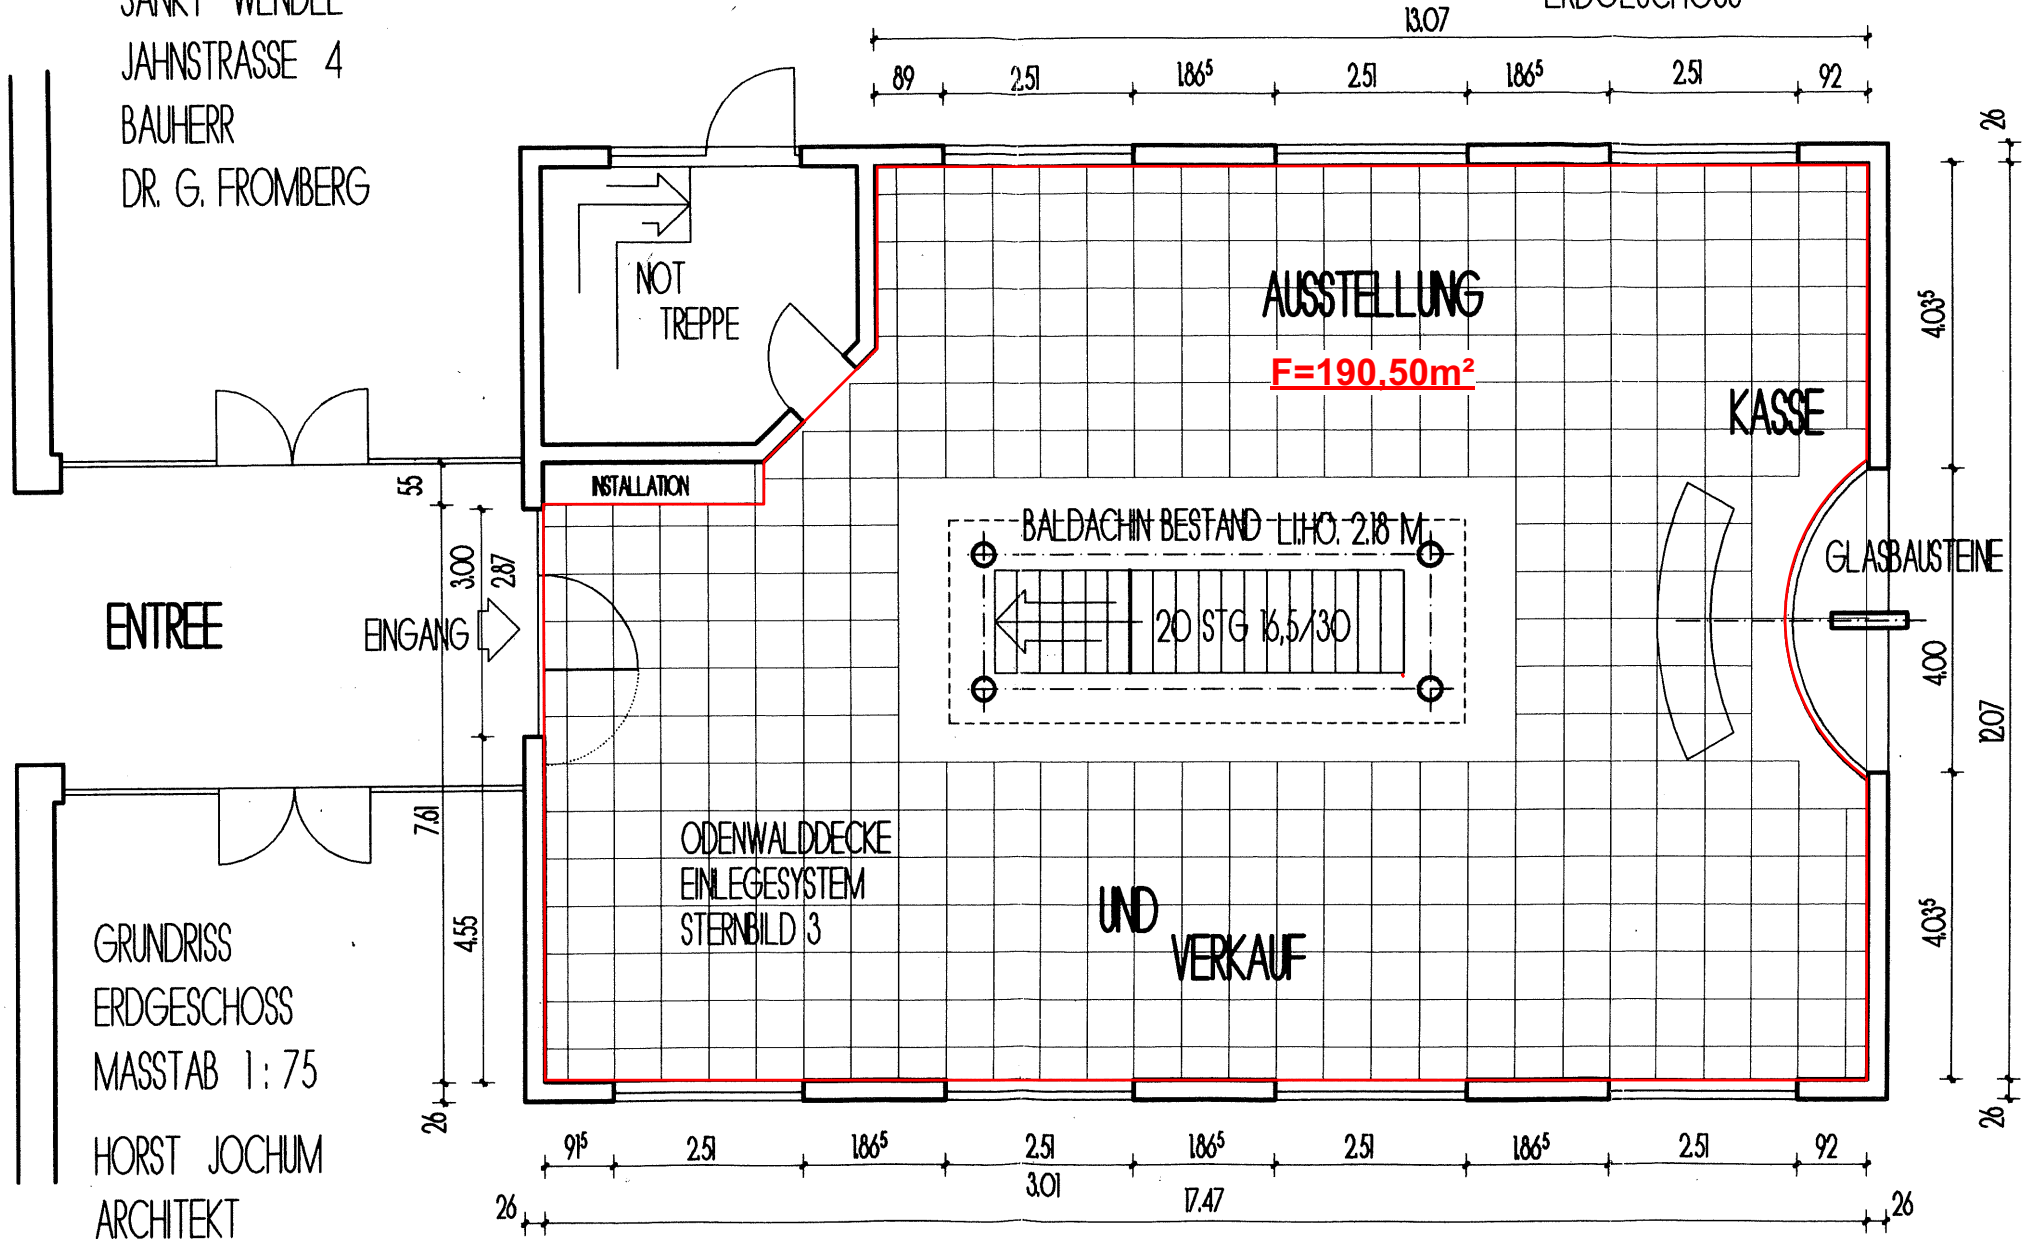 SANKT WENDEL
ERDGESCHOSS
JAHNSTRASSE 4
BAUHERR
DR. G. FROMBERG
13.07
89 2.51 1.86⁵ 2.51 1.86⁵ 2.51 92
26
NOT
TREPPE
AUSSTELLUNG
F=190,50m²
4.03⁵
KASSE
55
INSTALLATION
BALDACHIN BESTAND LI.HÖ. 2.18 M
GLASBAUSTEINE
3.00
2.87
ENTREE
EINGANG
20 STG 16,5/30
4.00
12.07
7.61
ODENWALDDECKE
EINLEGESYSTEM
STERNBILD 3
4.55
UND
VERKAUF
4.03⁵
GRUNDRISS
ERDGESCHOSS
MASSTAB 1:75
26
26
HORST JOCHUM
ARCHITEKT
91⁵ 2.51 1.86⁵ 2.51 1.86⁵ 2.51 1.86⁵ 2.51 92
3.01
26 17.47 26